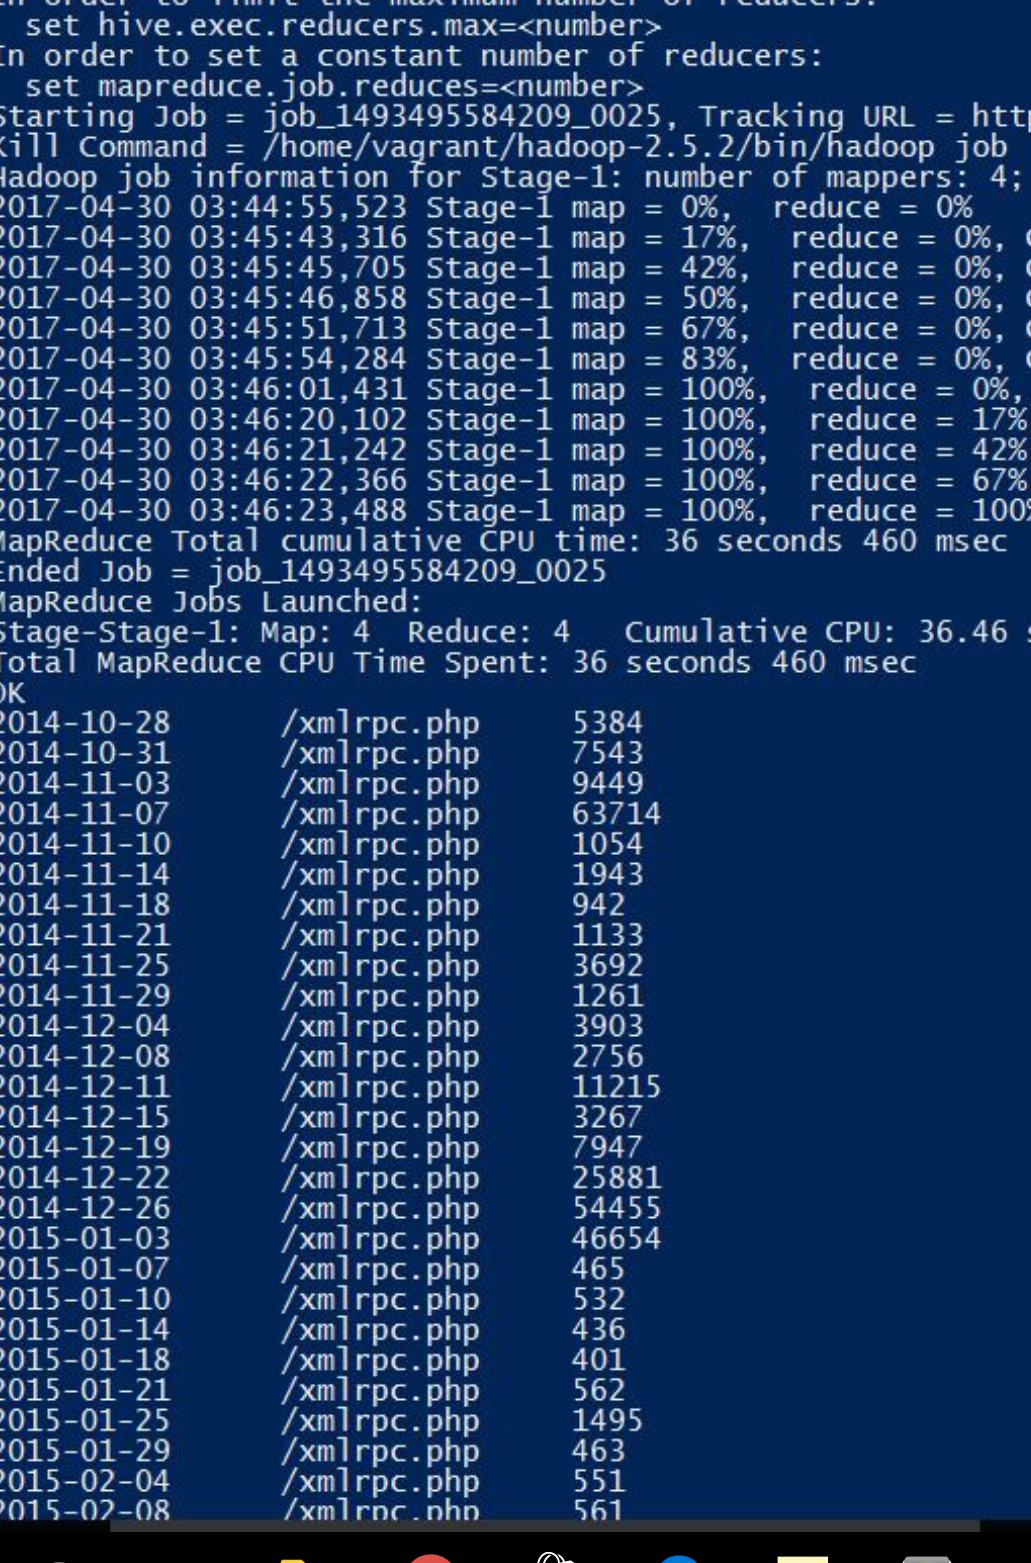 In order to limit the maximum number of reducers:
  set hive.exec.reducers.max=<number>
In order to set a constant number of reducers:
  set mapreduce.job.reduces=<number>
Starting Job = job_1493495584209_0025, Tracking URL = htt
Kill Command = /home/vagrant/hadoop-2.5.2/bin/hadoop job
Hadoop job information for Stage-1: number of mappers: 4;
2017-04-30 03:44:55,523 Stage-1 map = 0%,  reduce = 0%
2017-04-30 03:45:43,316 Stage-1 map = 17%,  reduce = 0%,
2017-04-30 03:45:45,705 Stage-1 map = 42%,  reduce = 0%,
2017-04-30 03:45:46,858 Stage-1 map = 50%,  reduce = 0%,
2017-04-30 03:45:51,713 Stage-1 map = 67%,  reduce = 0%,
2017-04-30 03:45:54,284 Stage-1 map = 83%,  reduce = 0%,
2017-04-30 03:46:01,431 Stage-1 map = 100%,  reduce = 0%,
2017-04-30 03:46:20,102 Stage-1 map = 100%,  reduce = 17%
2017-04-30 03:46:21,242 Stage-1 map = 100%,  reduce = 42%
2017-04-30 03:46:22,366 Stage-1 map = 100%,  reduce = 67%
2017-04-30 03:46:23,488 Stage-1 map = 100%,  reduce = 100%
MapReduce Total cumulative CPU time: 36 seconds 460 msec
Ended Job = job_1493495584209_0025
MapReduce Jobs Launched:
Stage-Stage-1: Map: 4  Reduce: 4   Cumulative CPU: 36.46
Total MapReduce CPU Time Spent: 36 seconds 460 msec
OK
2014-10-28	/xmlrpc.php	5384
2014-10-31	/xmlrpc.php	7543
2014-11-03	/xmlrpc.php	9449
2014-11-07	/xmlrpc.php	63714
2014-11-10	/xmlrpc.php	1054
2014-11-14	/xmlrpc.php	1943
2014-11-18	/xmlrpc.php	942
2014-11-21	/xmlrpc.php	1133
2014-11-25	/xmlrpc.php	3692
2014-11-29	/xmlrpc.php	1261
2014-12-04	/xmlrpc.php	3903
2014-12-08	/xmlrpc.php	2756
2014-12-11	/xmlrpc.php	11215
2014-12-15	/xmlrpc.php	3267
2014-12-19	/xmlrpc.php	7947
2014-12-22	/xmlrpc.php	25881
2014-12-26	/xmlrpc.php	54455
2015-01-03	/xmlrpc.php	46654
2015-01-07	/xmlrpc.php	465
2015-01-10	/xmlrpc.php	532
2015-01-14	/xmlrpc.php	436
2015-01-18	/xmlrpc.php	401
2015-01-21	/xmlrpc.php	562
2015-01-25	/xmlrpc.php	1495
2015-01-29	/xmlrpc.php	463
2015-02-04	/xmlrpc.php	551
2015-02-08	/xmlrpc.php	561